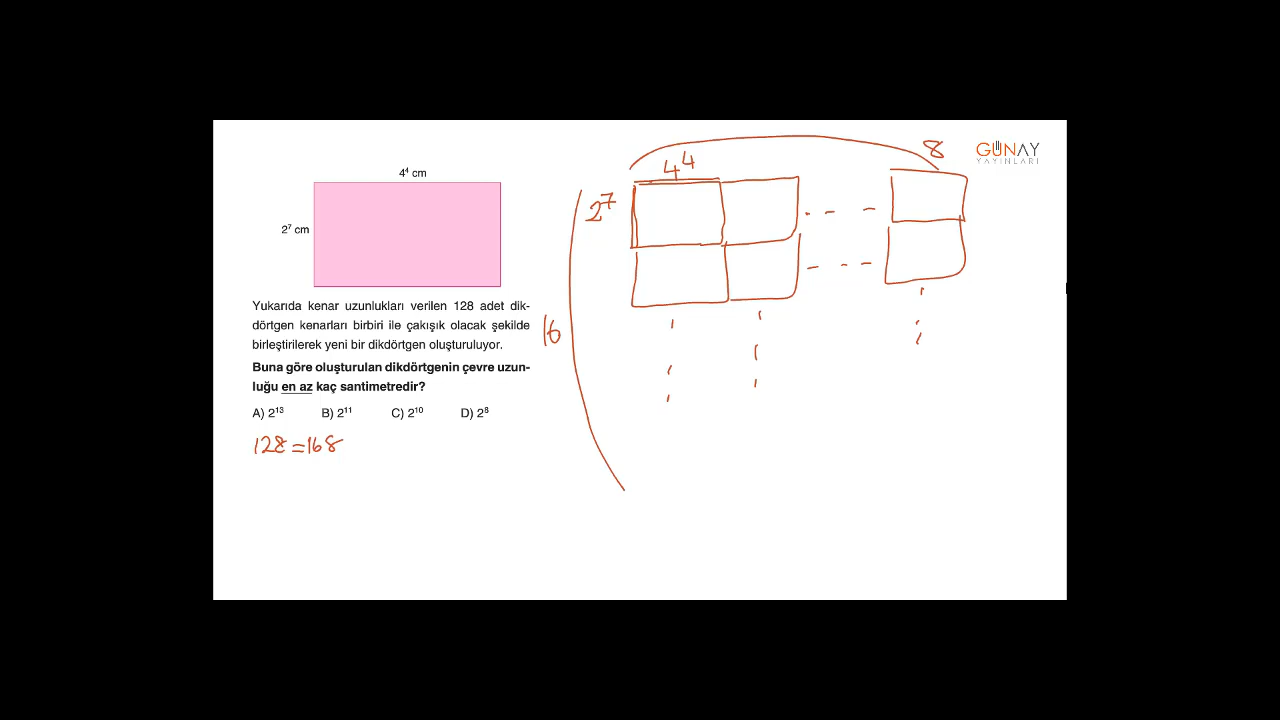 GÜNAY
YAYINLARI
4⁴ cm
2⁷ cm
Yukarıda kenar uzunlukları verilen 128 adet dik-
dörtgen kenarları birbiri ile çakışık olacak şekilde
birleştirilerek yeni bir dikdörtgen oluşturuluyor.
Buna göre oluşturulan dikdörtgenin çevre uzun-
luğu en az kaç santimetredir?
A) 2¹³ B) 2¹¹ C) 2¹⁰ D) 2⁸
128=168
4⁴
8
2⁷
16